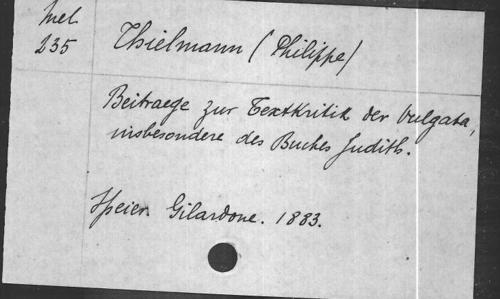 Mel.
235
Thielmann (Philippe)
Beitraege zur Textkritik der Vulgata,
insbesondere des Buches Judith.
Speier. Gilardone. 1883.